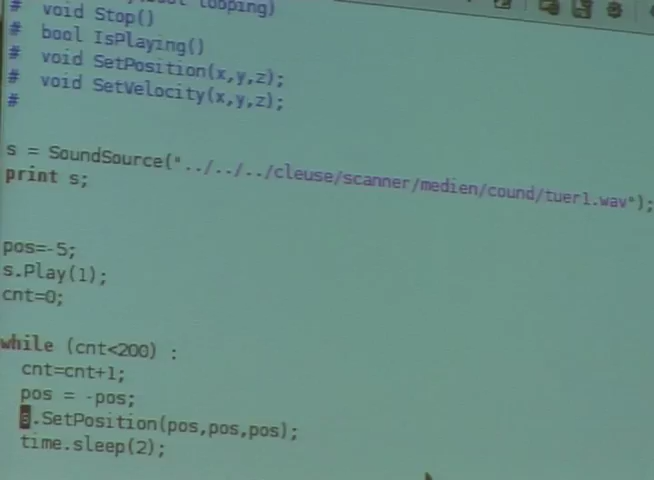 looping)
# void Stop()
# bool IsPlaying()
# void SetPosition(x,y,z);
# void SetVelocity(x,y,z);
#
s = SoundSource("../../../cleuse/scanner/medien/cound/tuer1.wav");
print s;
pos=-5;
s.Play(1);
cnt=0;
while (cnt<200) :
cnt=cnt+1;
pos = -pos;
s.SetPosition(pos,pos,pos);
time.sleep(2);